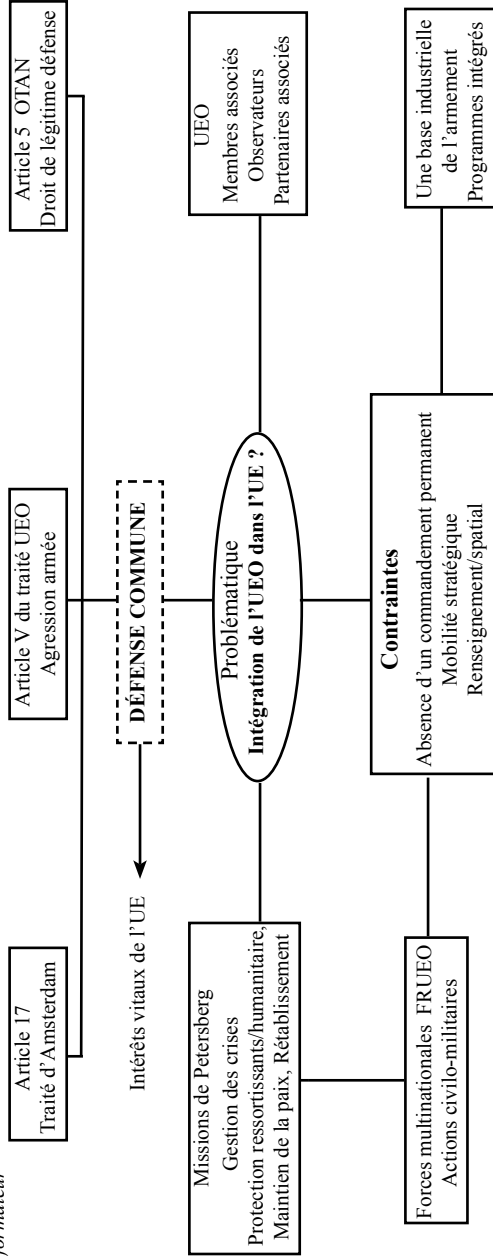 formateur
Article 17
Traité d'Amsterdam
Article V du traité UEO
Agression armée
Article 5 OTAN
Droit de légitime défense
Intérêts vitaux de l'UE
DÉFENSE COMMUNE
Missions de Petersberg
Gestion des crises
Protection ressortissants/humanitaire,
Maintien de la paix, Rétablissement
Problématique
Intégration de l'UEO dans l'UE ?
UEO
Membres associés
Observateurs
Partenaires associés
Forces multinationales FRUEO
Actions civilo-militaires
Contraintes
Absence d'un commandement permanent
Mobilité stratégique
Renseignement/spatial
Une base industrielle
de l'armement
Programmes intégrés